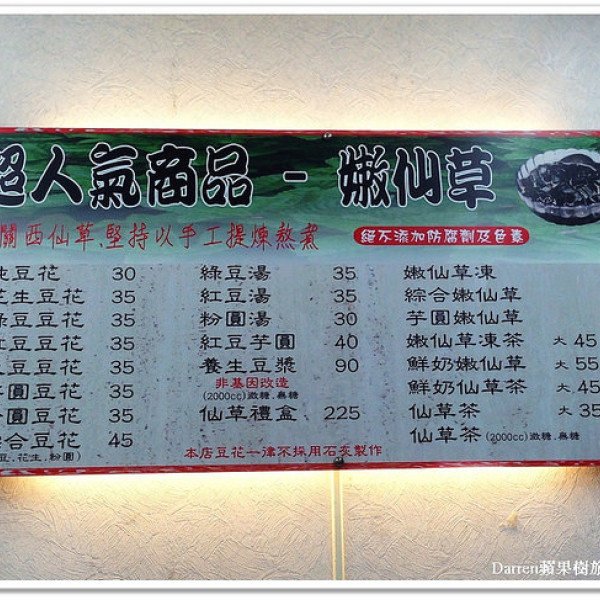 超人氣商品 - 嫩仙草
關西仙草、堅持以手工提煉熬煮
絕不添加防腐劑及色素
豆花 30
花生豆花 35
綠豆豆花 35
紅豆豆花 35
豆豆花 35
圓豆花 35
圓豆花 35
綜合豆花 45
豆、花生、粉圓)
綠豆湯 35
紅豆湯 35
粉圓湯 30
紅豆芋圓 40
養生豆漿 90
非基因改造
(2000cc)微糖.無糖
仙草禮盒 225
嫩仙草凍
綜合嫩仙草
芋圓嫩仙草
嫩仙草凍茶 大 45
鮮奶嫩仙草 大 55
鮮奶仙草茶 大 45
仙草茶 大 35
仙草茶(2000cc)微糖.無糖
本店豆花一律不採用石灰製作
Darren蘋果樹旅